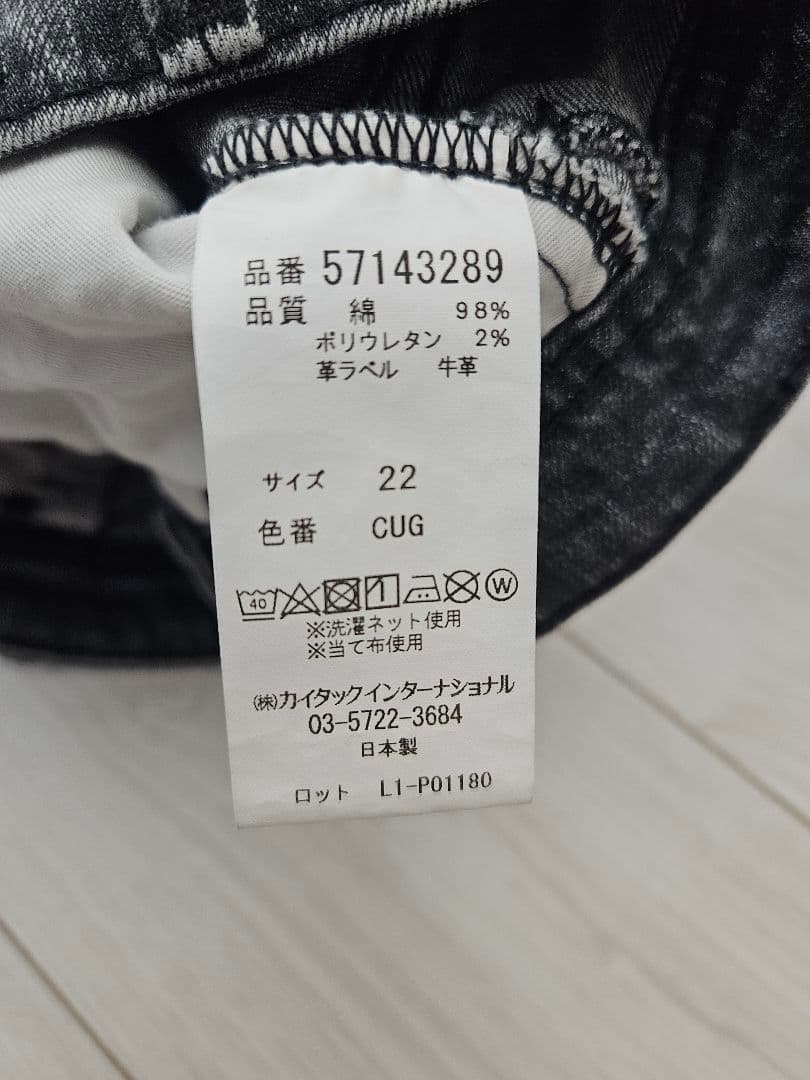 品番 57143289
品質 綿 98%
ポリウレタン 2%
革ラベル 牛革
サイズ 22
色番 CUG
40 W
※洗濯ネット使用
※当て布使用
㈱カイタックインターナショナル
03-5722-3684
日本製
ロット L1-P01180